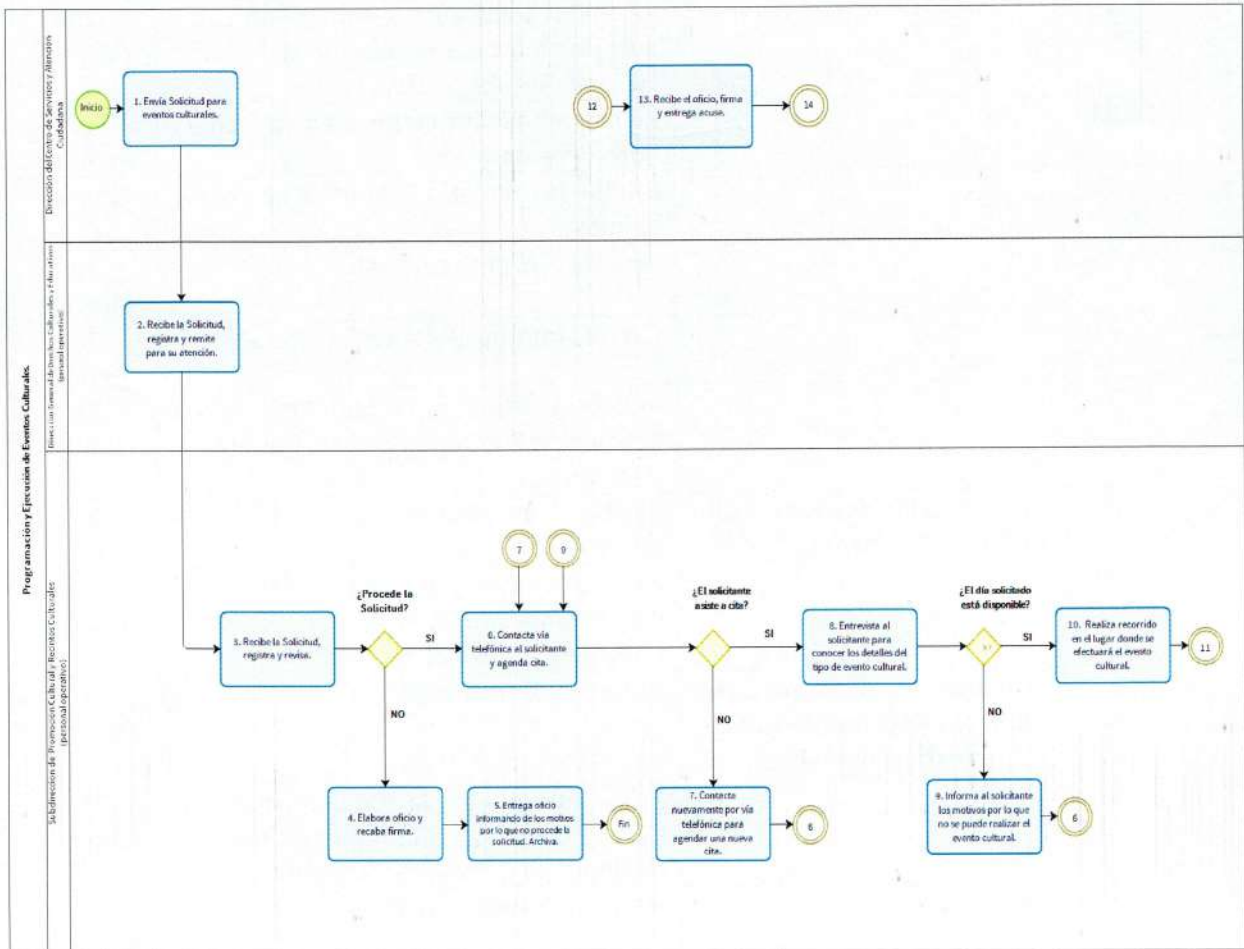 Programación y Ejecución de Eventos Culturales.
Dirección del Centro de Servicios y Atención
Ciudadana
Inicio
1. Envía Solicitud para
eventos culturales.
12
13. Recibe el oficio, firma
y entrega acuse.
14
Dirección General de Derechos Culturales y Educativos
(personal operativo)
2. Recibe la Solicitud,
registra y remite
para su atención.
Subdirección de Promoción Cultural y Recintos Culturales
(personal operativo)
7
9
¿Procede la
Solicitud?
¿El solicitante
asiste a cita?
¿El día solicitado
está disponible?
3. Recibe la Solicitud,
registra y revisa.
SI
6. Contacta vía
telefónica al solicitante
y agenda cita.
SI
8. Entrevista al
solicitante para
conocer los detalles del
tipo de evento cultural.
SI
10. Realiza recorrido
en el lugar donde se
efectuará el evento
cultural.
11
NO
NO
NO
4. Elabora oficio y
recaba firma.
5. Entrega oficio
informando de los motivos
por lo que no procede la
solicitud. Archiva.
Fin
7. Contacta
nuevamente por vía
telefónica para
agendar una nueva
cita.
6
9. Informa al solicitante
los motivos por lo que
no se puede realizar el
evento cultural.
6